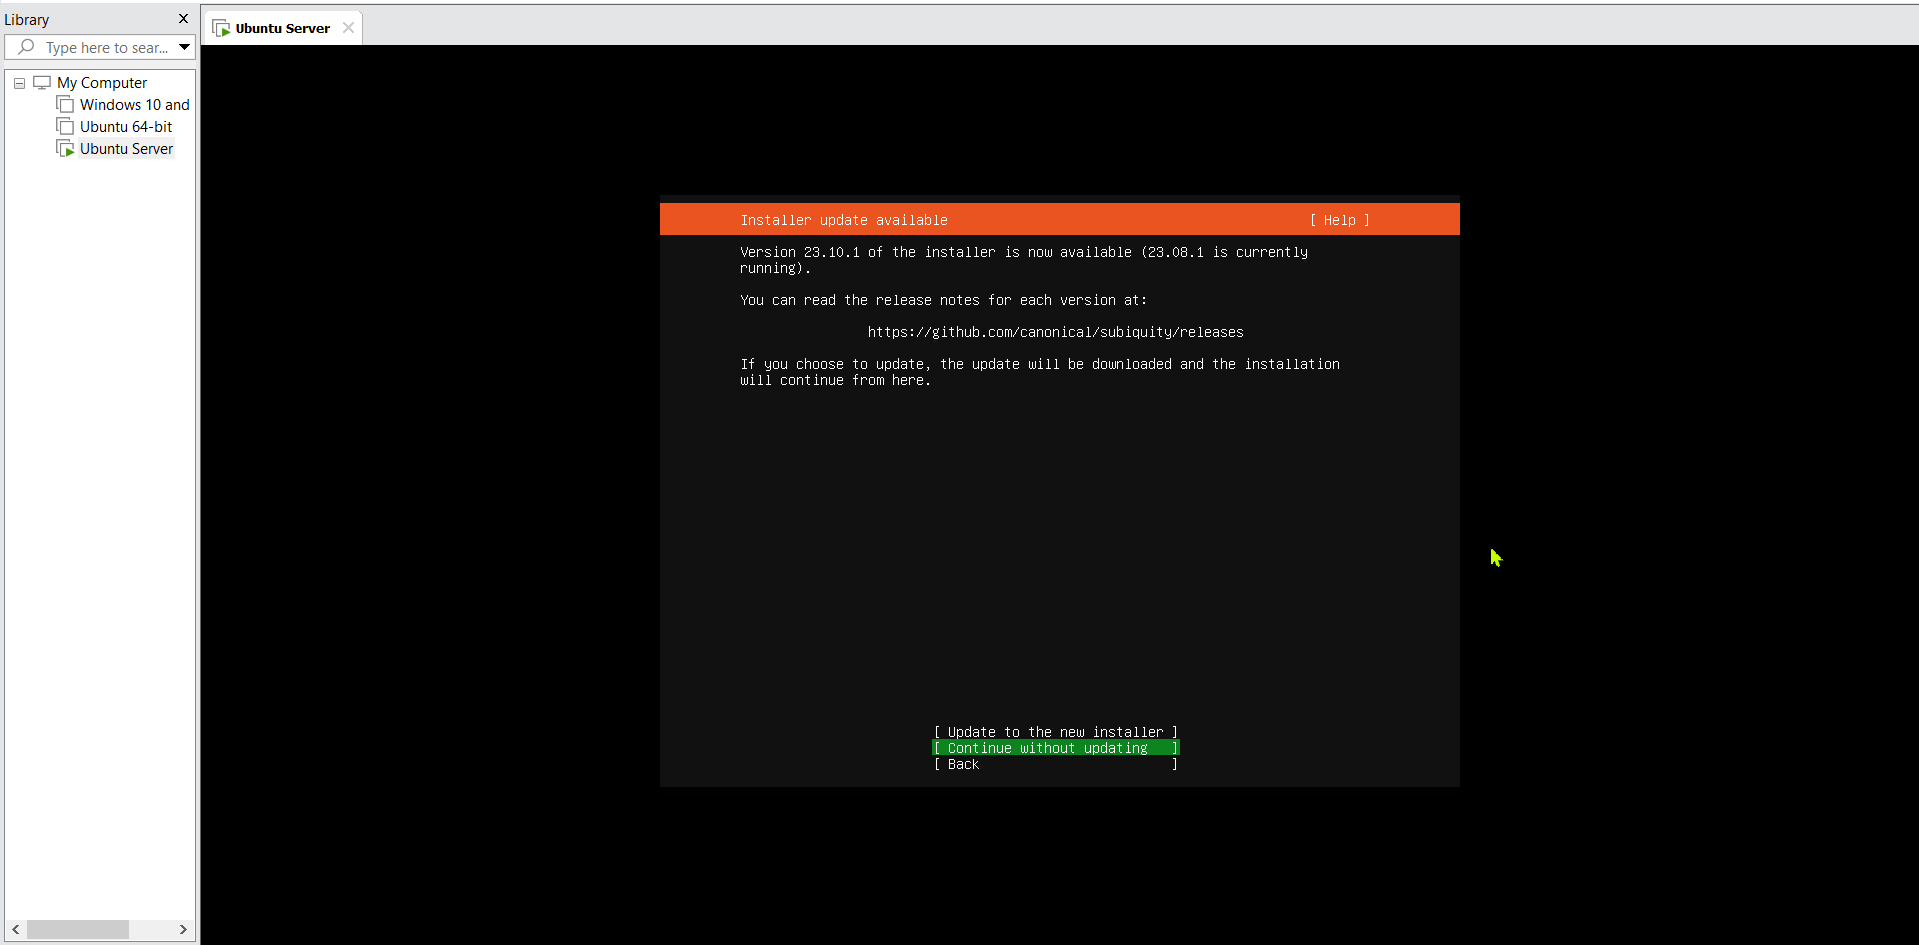 Library
Type here to sear...
My Computer
Windows 10 and
Ubuntu 64-bit
Ubuntu Server
Ubuntu Server
Installer update available [ Help ]
Version 23.10.1 of the installer is now available (23.08.1 is currently
running).
You can read the release notes for each version at:
https://github.com/canonical/subiquity/releases
If you choose to update, the update will be downloaded and the installation
will continue from here.
[ Update to the new installer ]
[ Continue without updating ]
[ Back ]